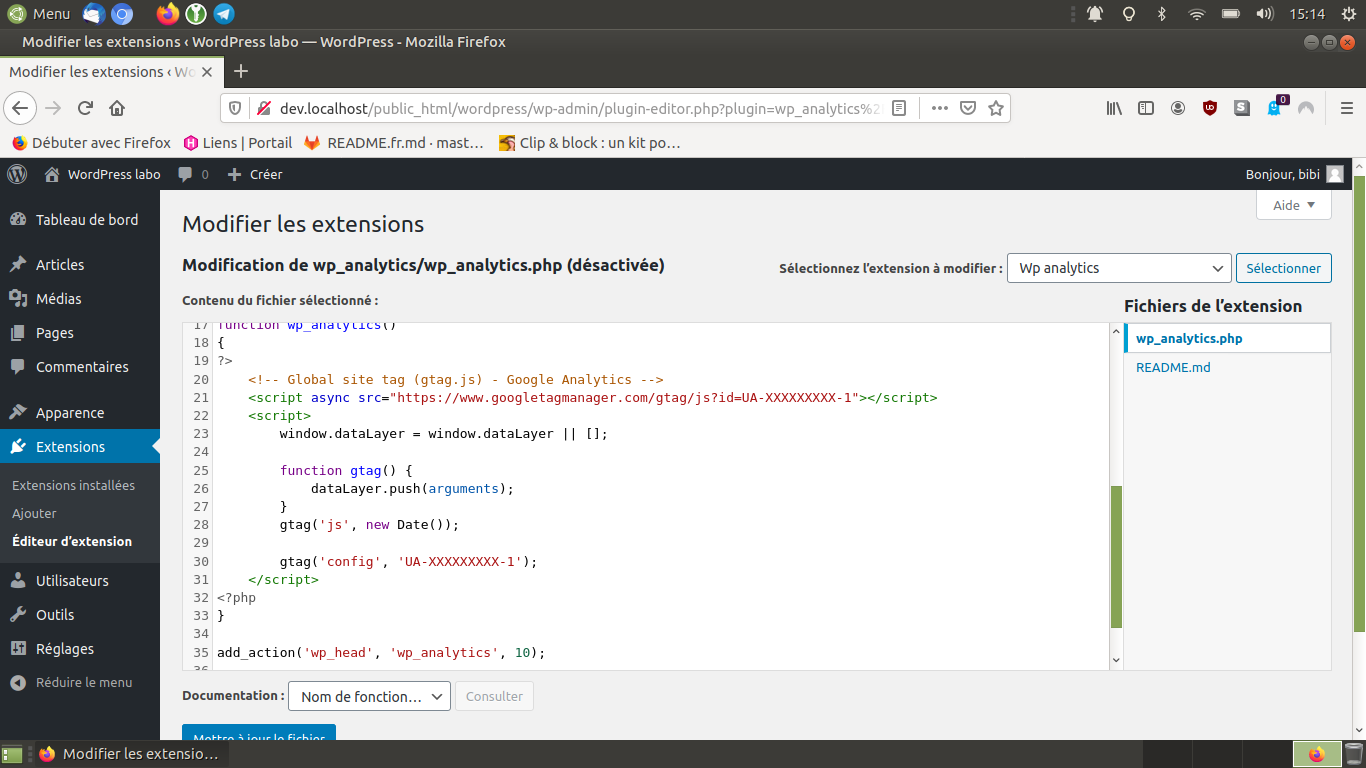 Menu
15:14
Modifier les extensions ‹ WordPress labo — WordPress - Mozilla Firefox
Modifier les extensions ‹ Wo
dev.localhost/public_html/wordpress/wp-admin/plugin-editor.php?plugin=wp_analytics%2
0
Débuter avec Firefox
Liens | Portail
README.fr.md · mast…
Clip & block : un kit po…
WordPress labo
0
Créer
Bonjour, bibi
Tableau de bord
Articles
Médias
Pages
Commentaires
Apparence
Extensions
Extensions installées
Ajouter
Éditeur d’extension
Utilisateurs
Outils
Réglages
Réduire le menu
Aide
Modifier les extensions
Modification de wp_analytics/wp_analytics.php (désactivée)
Sélectionnez l’extension à modifier :
Wp analytics
Sélectionner
Contenu du fichier sélectionné :
Fichiers de l’extension
wp_analytics.php
README.md
17 function wp_analytics()
18 {
19 ?>
20     <!-- Global site tag (gtag.js) - Google Analytics -->
21     <script async src="https://www.googletagmanager.com/gtag/js?id=UA-XXXXXXXXX-1"></script>
22     <script>
23         window.dataLayer = window.dataLayer || [];
24
25         function gtag() {
26             dataLayer.push(arguments);
27         }
28         gtag('js', new Date());
29
30         gtag('config', 'UA-XXXXXXXXX-1');
31     </script>
32 <?php
33 }
34
35 add_action('wp_head', 'wp_analytics', 10);
36
Documentation :
Nom de fonction…
Consulter
Mettre à jour le fichier
Modifier les extensio…